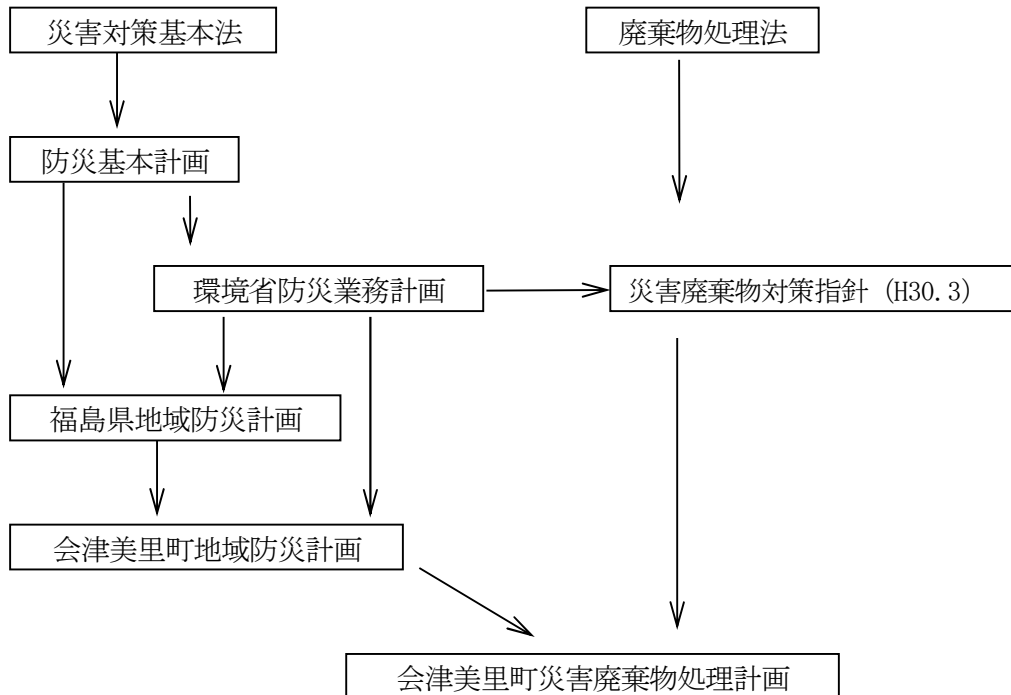 災害対策基本法
廃棄物処理法
防災基本計画
環境省防災業務計画
災害廃棄物対策指針（H30.3）
福島県地域防災計画
会津美里町地域防災計画
会津美里町災害廃棄物処理計画